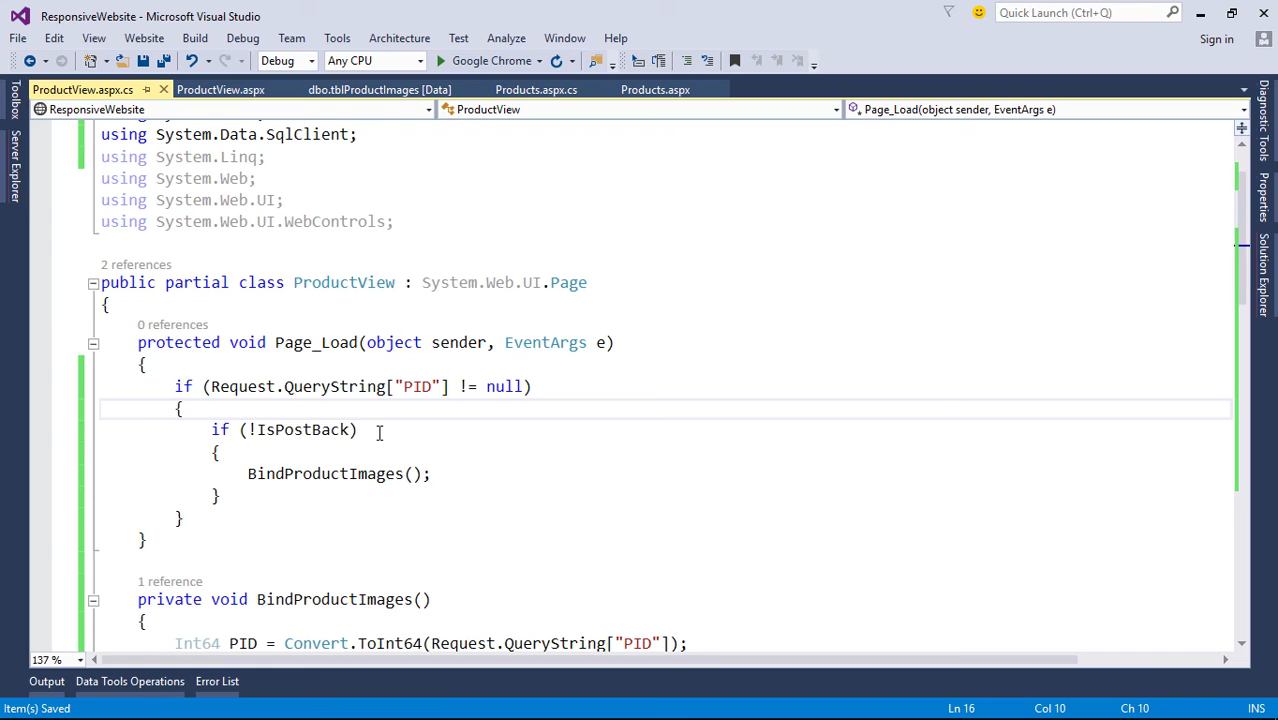 ResponsiveWebsite - Microsoft Visual Studio
Quick Launch (Ctrl+Q)
File Edit View Website Build Debug Team Tools Architecture Test Analyze Window Help
Sign in
Debug Any CPU Google Chrome
ProductView.aspx.cs ProductView.aspx dbo.tblProductImages [Data] Products.aspx.cs Products.aspx
ResponsiveWebsite ProductView Page_Load(object sender, EventArgs e)
Toolbox
Server Explorer
Diagnostic Tools
Properties
Solution Explorer
using System.Data.SqlClient;
using System.Linq;
using System.Web;
using System.Web.UI;
using System.Web.UI.WebControls;
2 references
public partial class ProductView : System.Web.UI.Page
{
0 references
protected void Page_Load(object sender, EventArgs e)
{
if (Request.QueryString["PID"] != null)
{
if (!IsPostBack)
{
BindProductImages();
}
}
}
1 reference
private void BindProductImages()
{
Int64 PID = Convert.ToInt64(Request.QueryString["PID"]);
137 %
Output Data Tools Operations Error List
Item(s) Saved Ln 16 Col 10 Ch 10 INS